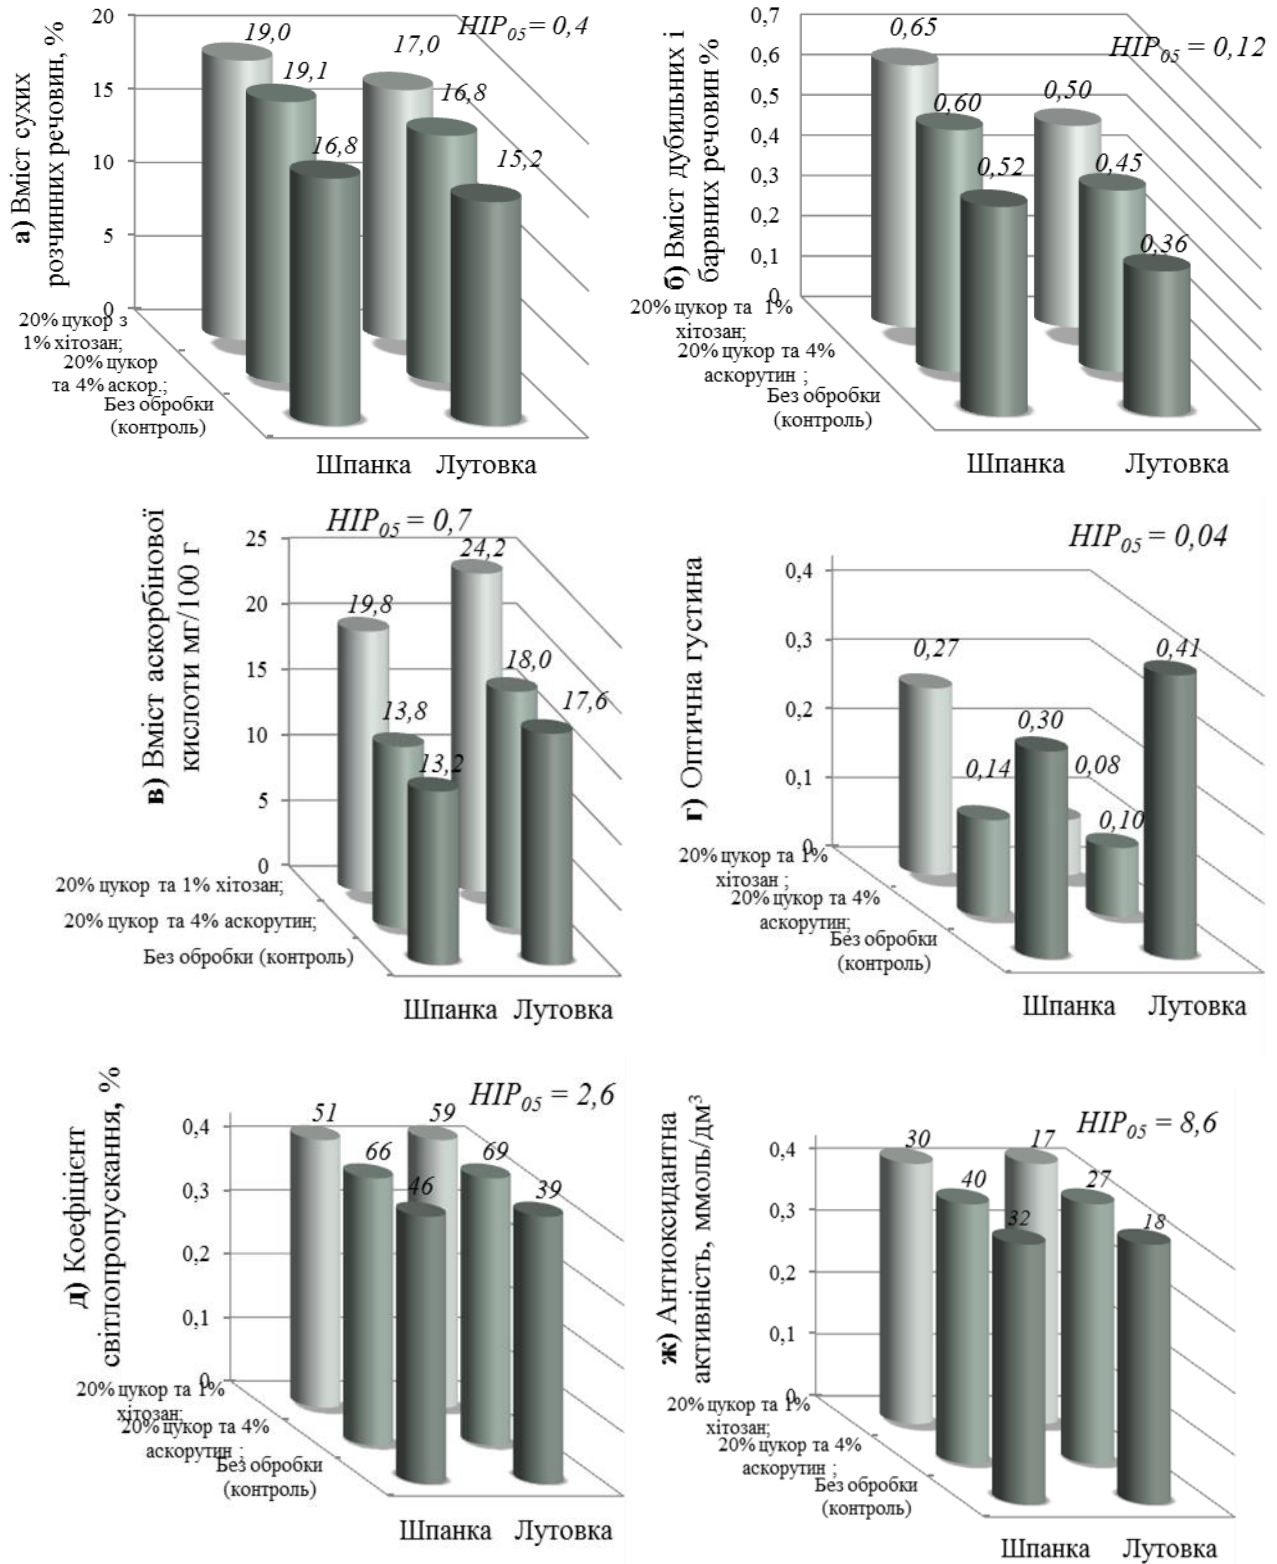 а) Вміст сухих
розчинних речовин, %
НІР05 = 0,4
20
15
10
5
0
19,0
19,1
16,8
17,0
16,8
15,2
20% цукор з
1% хітозан;
20% цукор
та 4% аскор.;
Без обробки
(контроль)
Шпанка Лутовка
б) Вміст дубильних і
барвних речовин %
НІР05 = 0,12
0,7
0,6
0,5
0,4
0,3
0,2
0,1
0
0,65
0,60
0,52
0,50
0,45
0,36
20% цукор та 1%
хітозан;
20% цукор та 4%
аскорутин ;
Без обробки
(контроль)
Шпанка Лутовка
в) Вміст аскорбінової
кислоти мг/100 г
НІР05 = 0,7
25
20
15
10
5
0
19,8
13,8
13,2
24,2
18,0
17,6
20% цукор та 1% хітозан;
20% цукор та 4% аскорутин;
Без обробки (контроль)
Шпанка Лутовка
г) Оптична густина
НІР05 = 0,04
0,4
0,3
0,2
0,1
0
0,27
0,14
0,30
0,08
0,10
0,41
20% цукор та 1%
хітозан ;
20% цукор та 4%
аскорутин;
Без обробки
(контроль)
Шпанка Лутовка
д) Коефіцієнт
світлопропускання, %
НІР05 = 2,6
0,4
0,3
0,2
0,1
0
51
66
46
59
69
39
20% цукор та 1%
хітозан;
20% цукор та 4%
аскорутин ;
Без обробки
(контроль)
Шпанка Лутовка
ж) Антиоксидантна
активність, ммоль/дм³
НІР05 = 8,6
0,4
0,3
0,2
0,1
0
30
40
32
17
27
18
20% цукор та 1%
хітозан;
20% цукор та 4%
аскорутин ;
Без обробки
(контроль)
Шпанка Лутовка